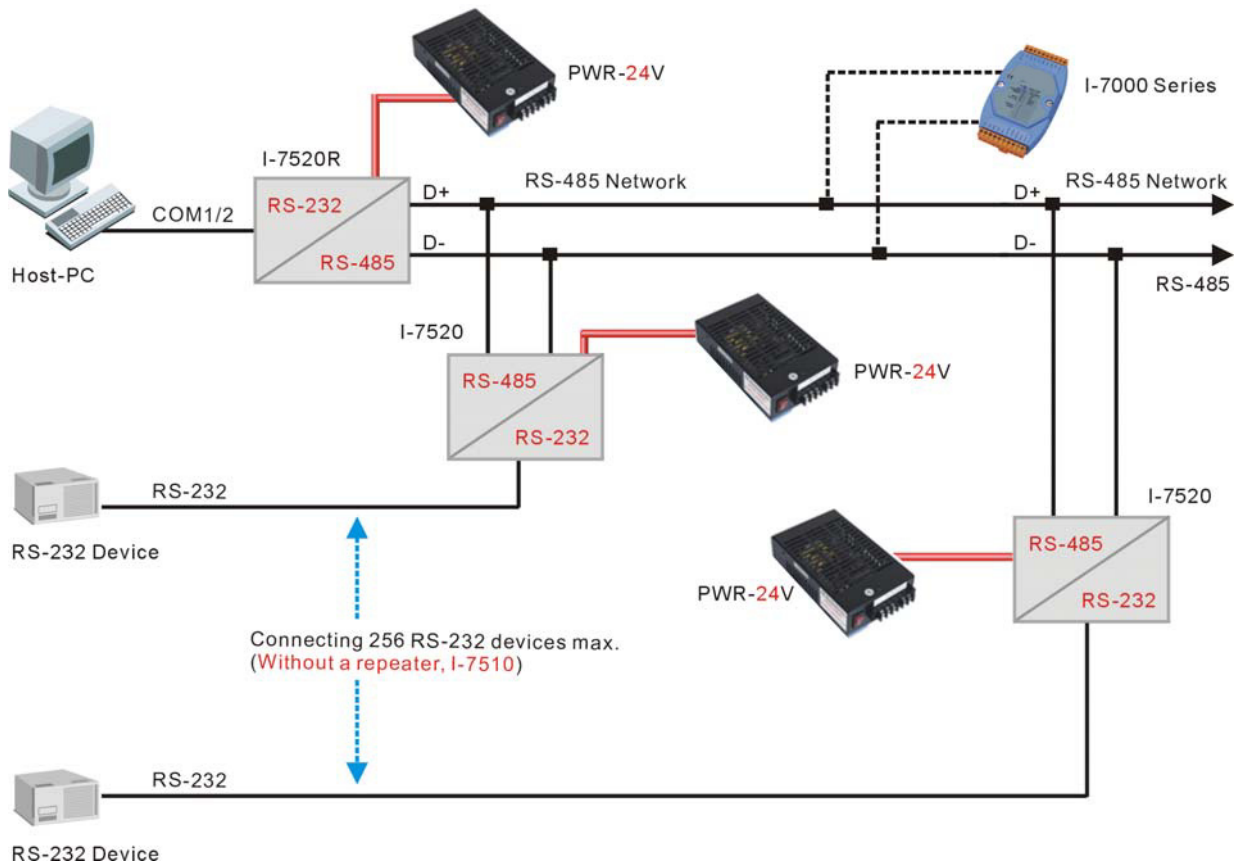 PWR-24V
I-7000 Series
I-7520R
D+
RS-485 Network
D+
RS-485 Network
COM1/2
RS-232
RS-485
D-
D-
Host-PC
RS-485
I-7520
RS-485
RS-232
PWR-24V
RS-232
I-7520
RS-232 Device
RS-485
RS-232
PWR-24V
Connecting 256 RS-232 devices max.
(Without a repeater, I-7510)
RS-232
RS-232 Device